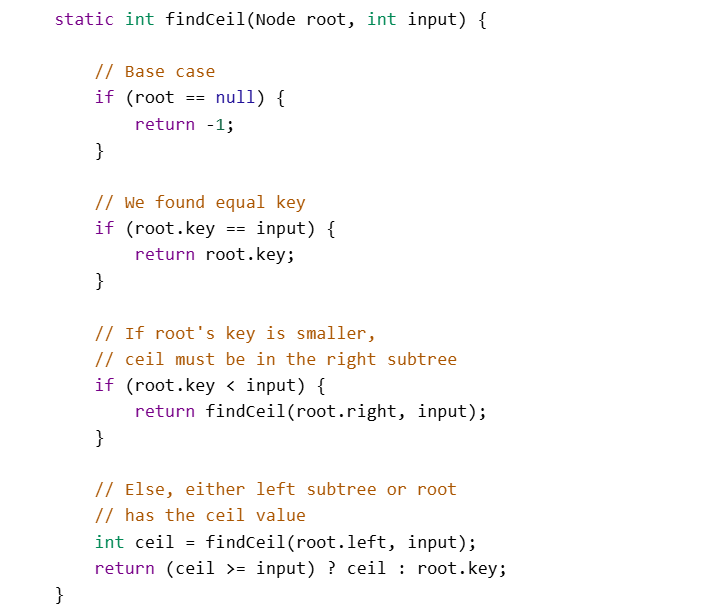 static int findCeil(Node root, int input) {
// Base case
if (root == null) {
return -1;
}
// We found equal key
if (root.key == input) {
return root.key;
}
// If root's key is smaller,
// ceil must be in the right subtree
if (root.key < input) {
return findCeil(root.right, input);
}
// Else, either left subtree or root
// has the ceil value
int ceil = findCeil(root.left, input);
return (ceil >= input) ? ceil : root.key;
}